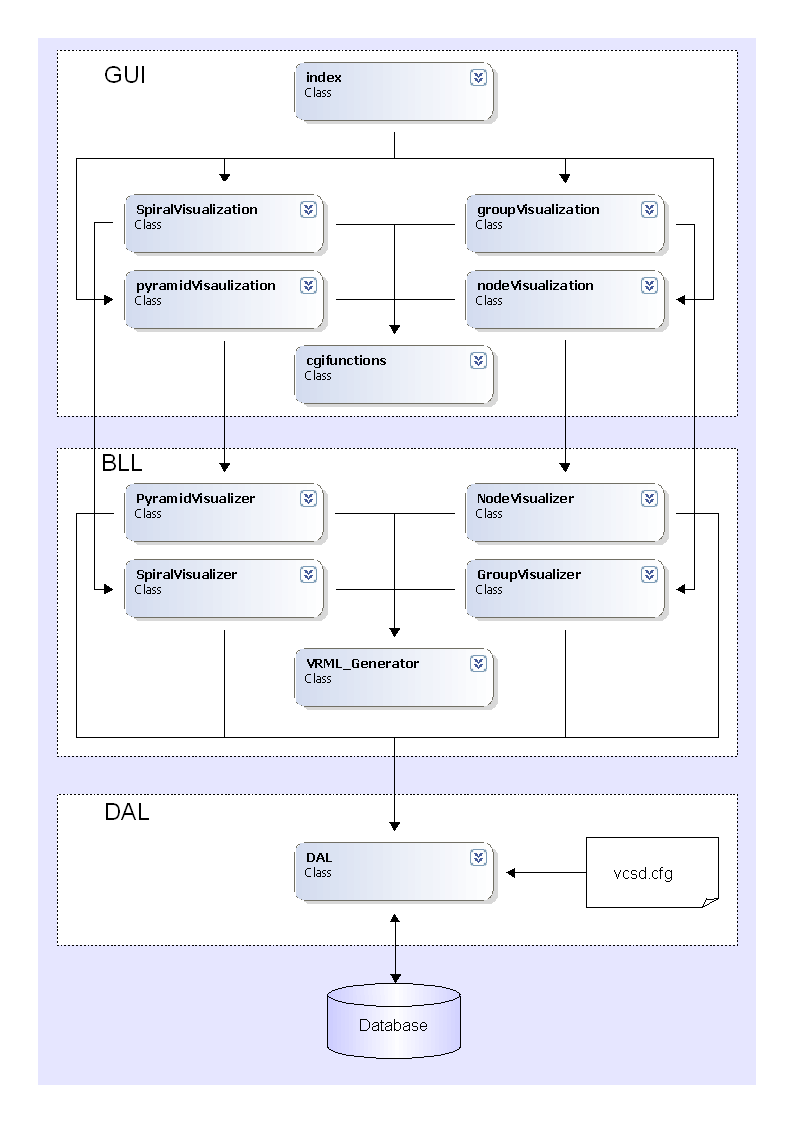 GUI
index
Class
SpiralVisualization
Class
groupVisualization
Class
pyramidVisaulization
Class
nodeVisualization
Class
cgifunctions
Class
BLL
PyramidVisualizer
Class
NodeVisualizer
Class
SpiralVisualizer
Class
GroupVisualizer
Class
VRML_Generator
Class
DAL
DAL
Class
vcsd.cfg
Database